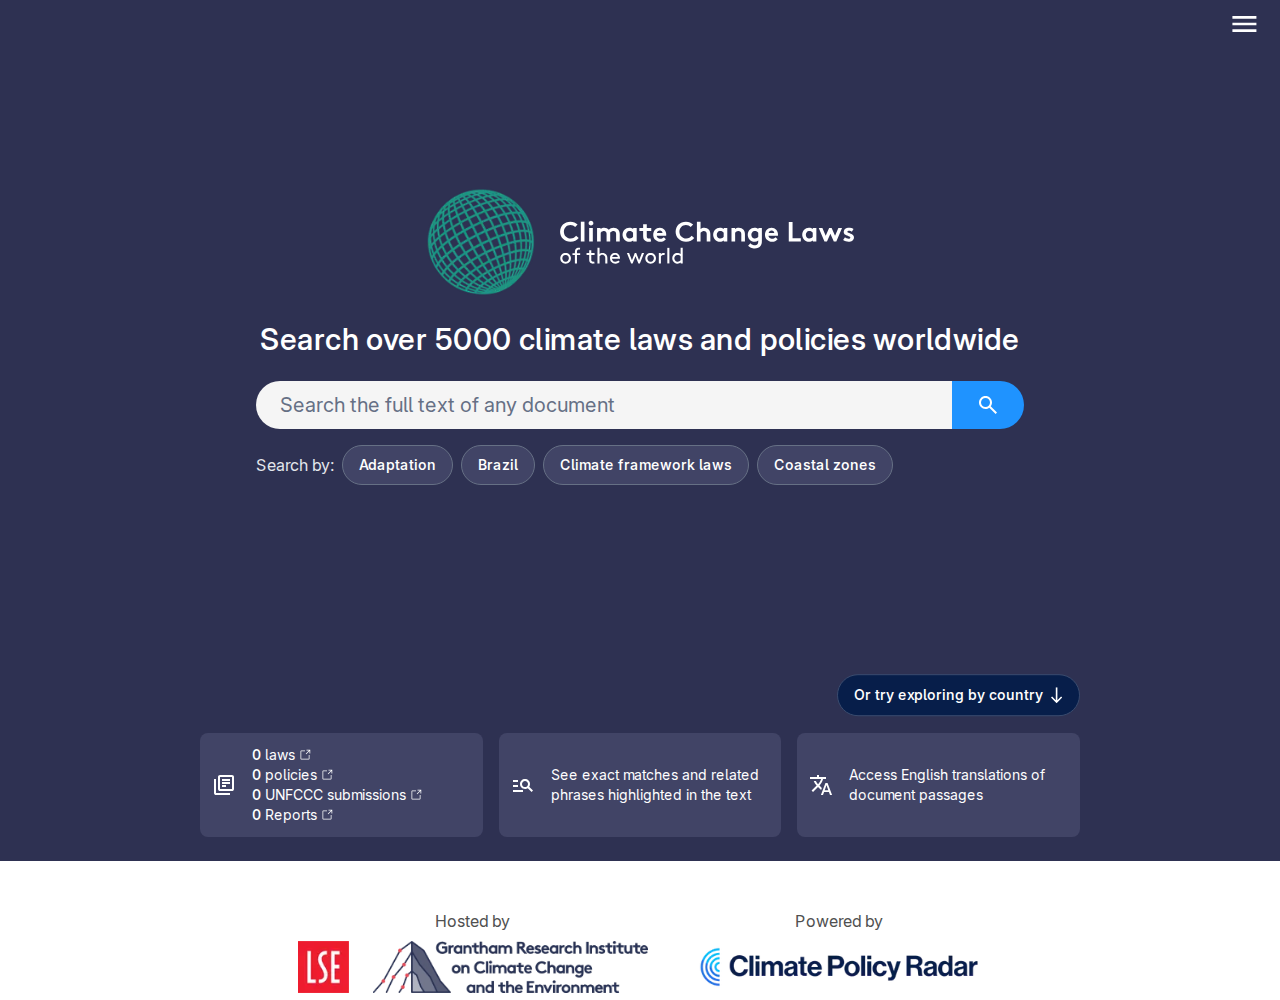 Climate Change Laws
of the world
Search over 5000 climate laws and policies worldwide
Search the full text of any document
Search by:
Adaptation
Brazil
Climate framework laws
Coastal zones
Or try exploring by country
0 laws
0 policies
0 UNFCCC submissions
0 Reports
See exact matches and related
phrases highlighted in the text
Access English translations of
document passages
Hosted by
LSE
Grantham Research Institute
on Climate Change
and the Environment
Powered by
Climate Policy Radar